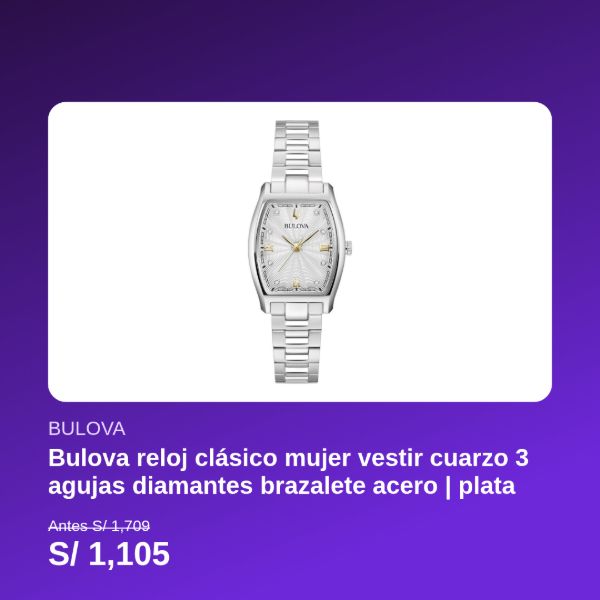 BULOVA
BULOVA
Bulova reloj clásico mujer vestir cuarzo 3
agujas diamantes brazalete acero | plata
Antes S/ 1,709
S/ 1,105